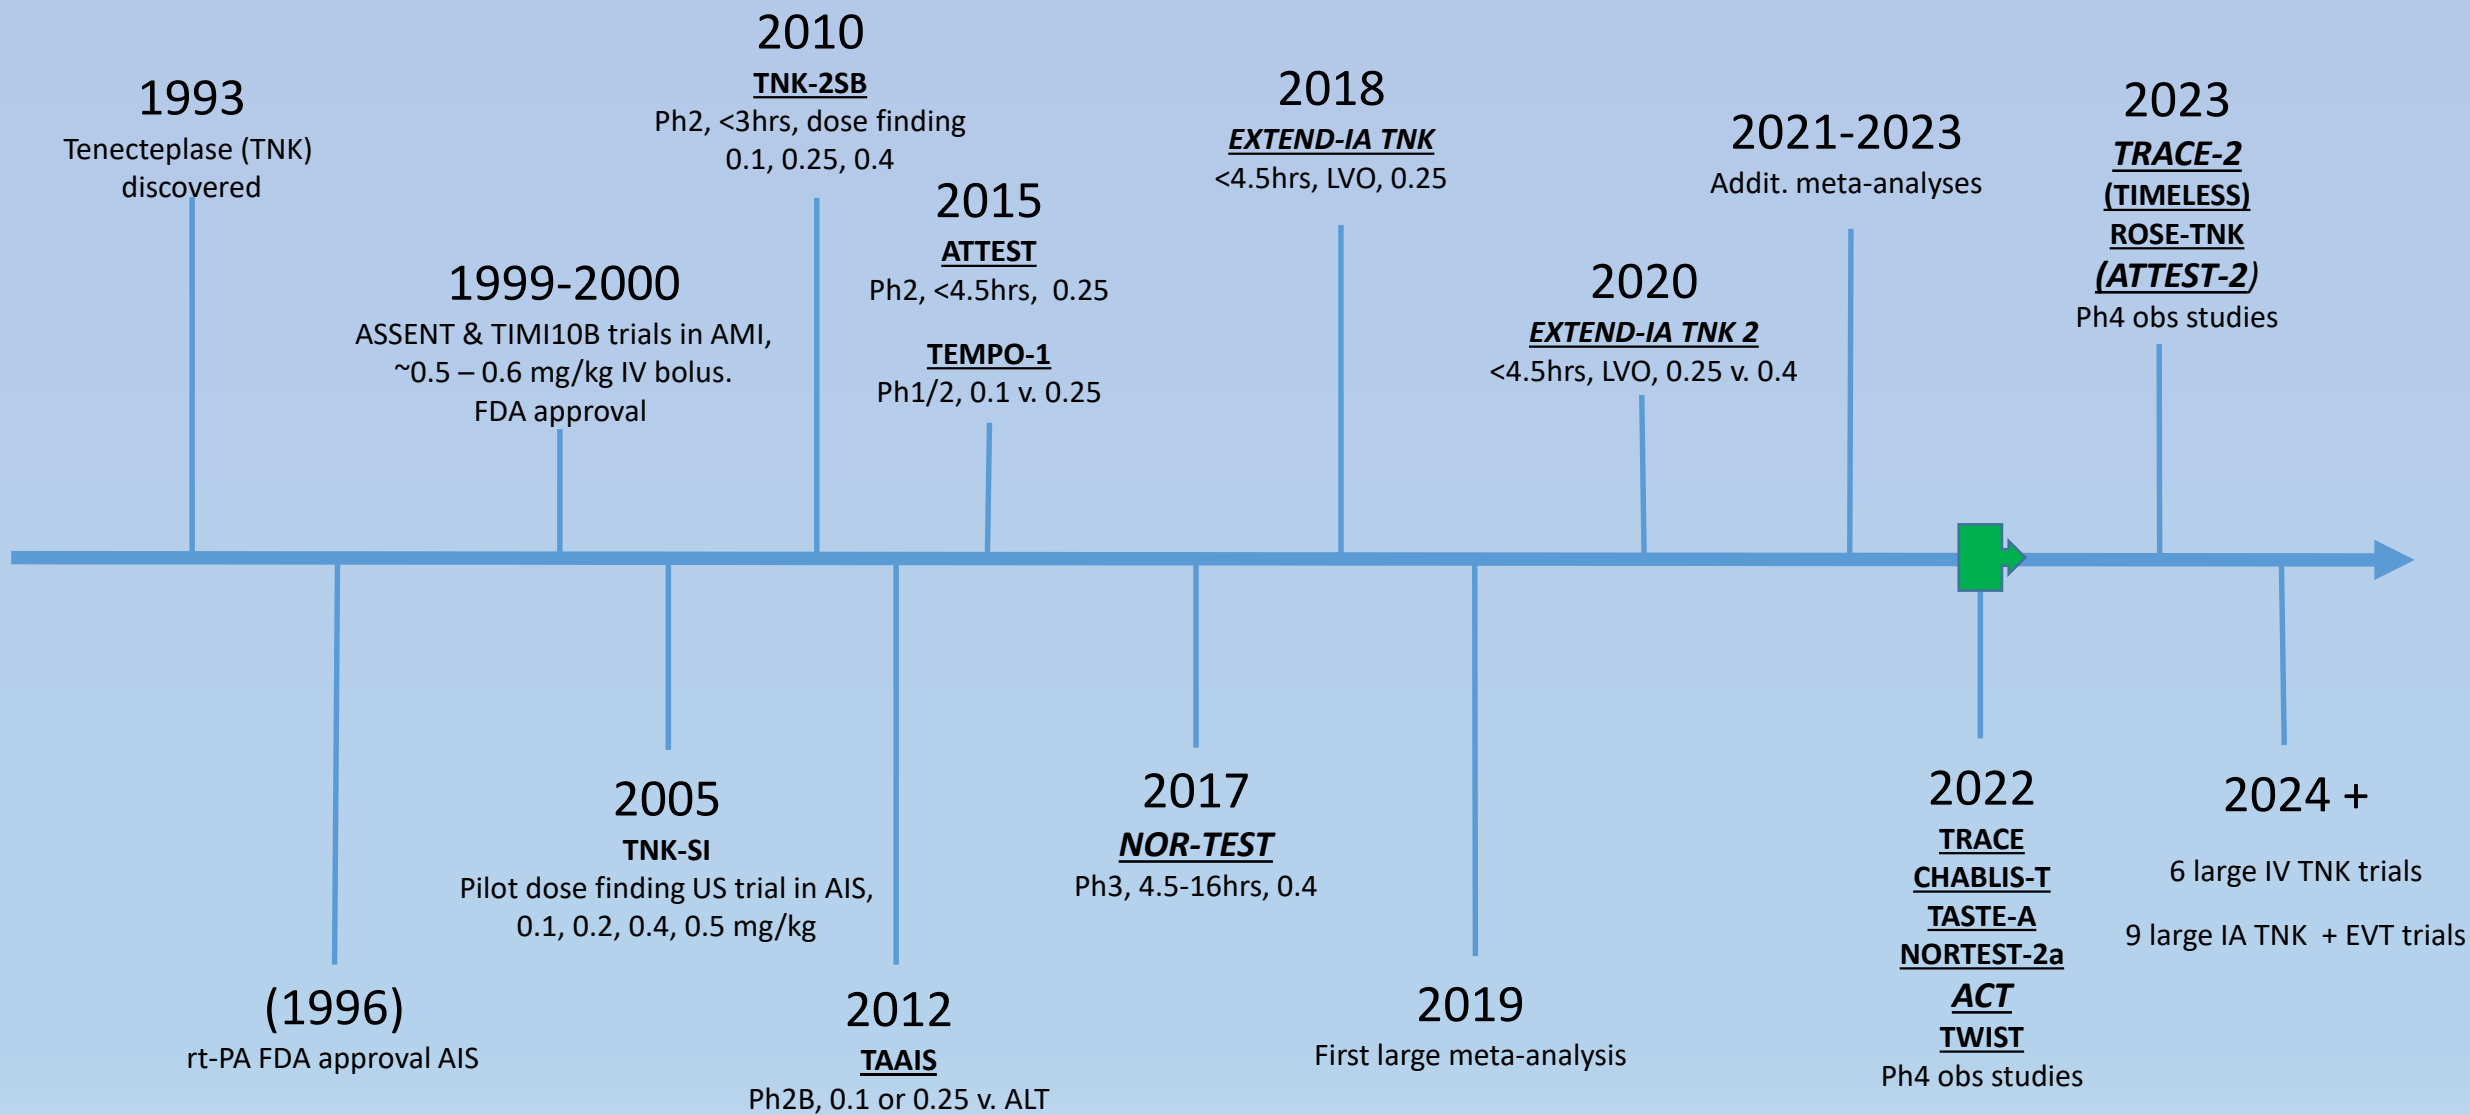 1993
Tenecteplase (TNK)
discovered
(1996)
rt-PA FDA approval AIS
1999-2000
ASSENT & TIMI10B trials in AMI,
~0.5 – 0.6 mg/kg IV bolus.
FDA approval
2005
TNK-SI
Pilot dose finding US trial in AIS,
0.1, 0.2, 0.4, 0.5 mg/kg
2010
TNK-2SB
Ph2, <3hrs, dose finding
0.1, 0.25, 0.4
2012
TAAIS
Ph2B, 0.1 or 0.25 v. ALT
2015
ATTEST
Ph2, <4.5hrs, 0.25
TEMPO-1
Ph1/2, 0.1 v. 0.25
2017
NOR-TEST
Ph3, 4.5-16hrs, 0.4
2018
EXTEND-IA TNK
<4.5hrs, LVO, 0.25
2019
First large meta-analysis
2020
EXTEND-IA TNK 2
<4.5hrs, LVO, 0.25 v. 0.4
2021-2023
Addit. meta-analyses
2022
TRACE
CHABLIS-T
TASTE-A
NORTEST-2a
ACT
TWIST
Ph4 obs studies
2023
TRACE-2
(TIMELESS)
ROSE-TNK
(ATTEST-2)
Ph4 obs studies
2024 +
6 large IV TNK trials
9 large IA TNK + EVT trials